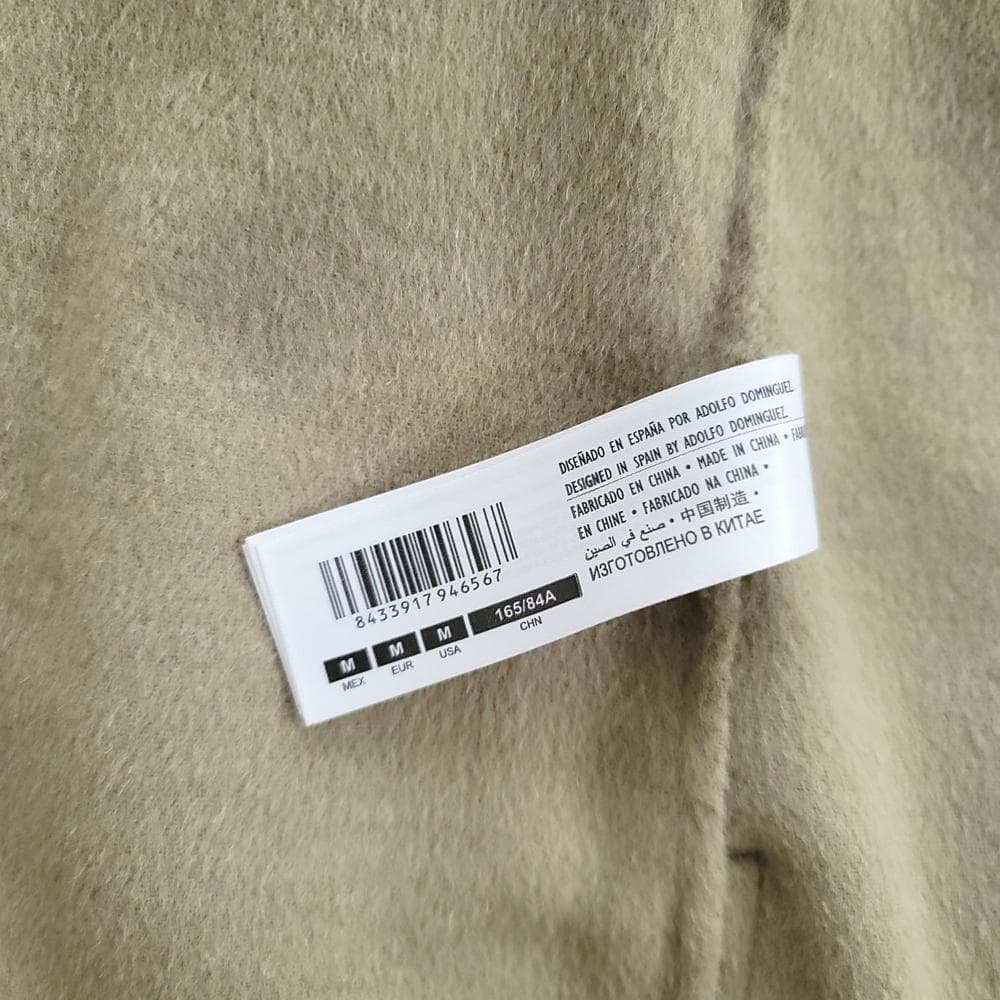 8433917946567
M M M 165/84A
MEX EUR USA CHN
DISEÑADO EN ESPAÑA POR ADOLFO DOMINGUEZ
DESIGNED IN SPAIN BY ADOLFO DOMINGUEZ
FABRICADO EN CHINA • MADE IN CHINA •
EN CHINE • FABRICADO NA CHINA •
صنع في الصين • 中国制造 •
ИЗГОТОВЛЕНО В КИТАЕ